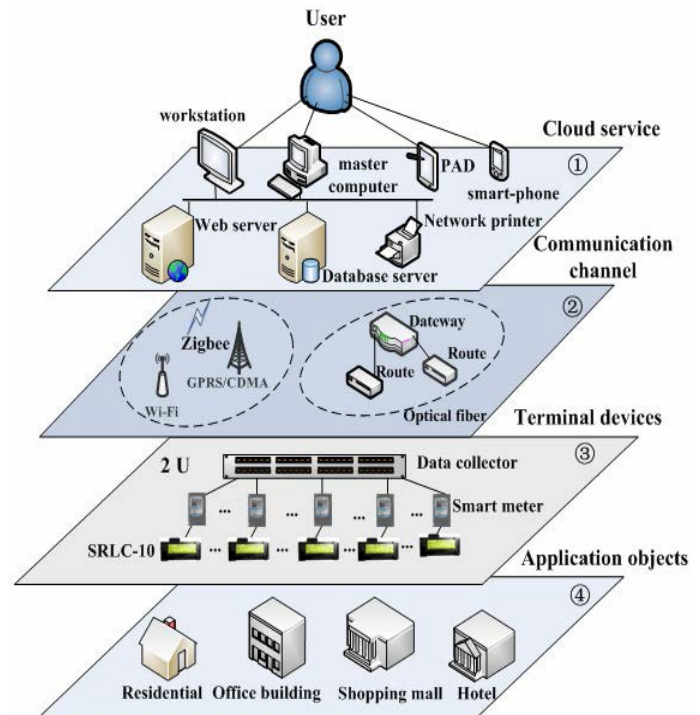 User
workstation
Cloud service
①
master
computer
PAD
smart-phone
Web server
Network printer
Database server
Communication
channel
②
Zigbee
Dateway
Route
Route
GPRS/CDMA
Wi-Fi
Optical fiber
Terminal devices
③
2 U
Data collector
Smart meter
... ... ... ...
SRLC-10
... ... ... ...
Application objects
④
Residential Office building Shopping mall Hotel